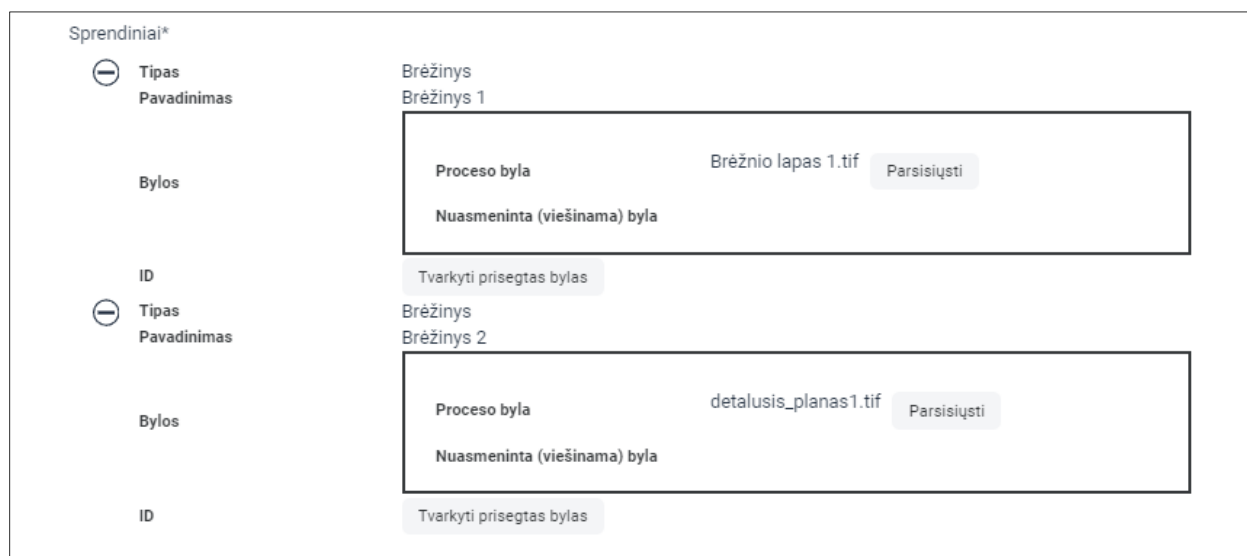 Sprendiniai*
Tipas Brėžinys
Pavadinimas Brėžinys 1
Bylos
Proceso byla Brėžnio lapas 1.tif Parsisiųsti
Nuasmeninta (viešinama) byla
ID Tvarkyti prisegtas bylas
Tipas Brėžinys
Pavadinimas Brėžinys 2
Bylos
Proceso byla detalusis_planas1.tif Parsisiųsti
Nuasmeninta (viešinama) byla
ID Tvarkyti prisegtas bylas